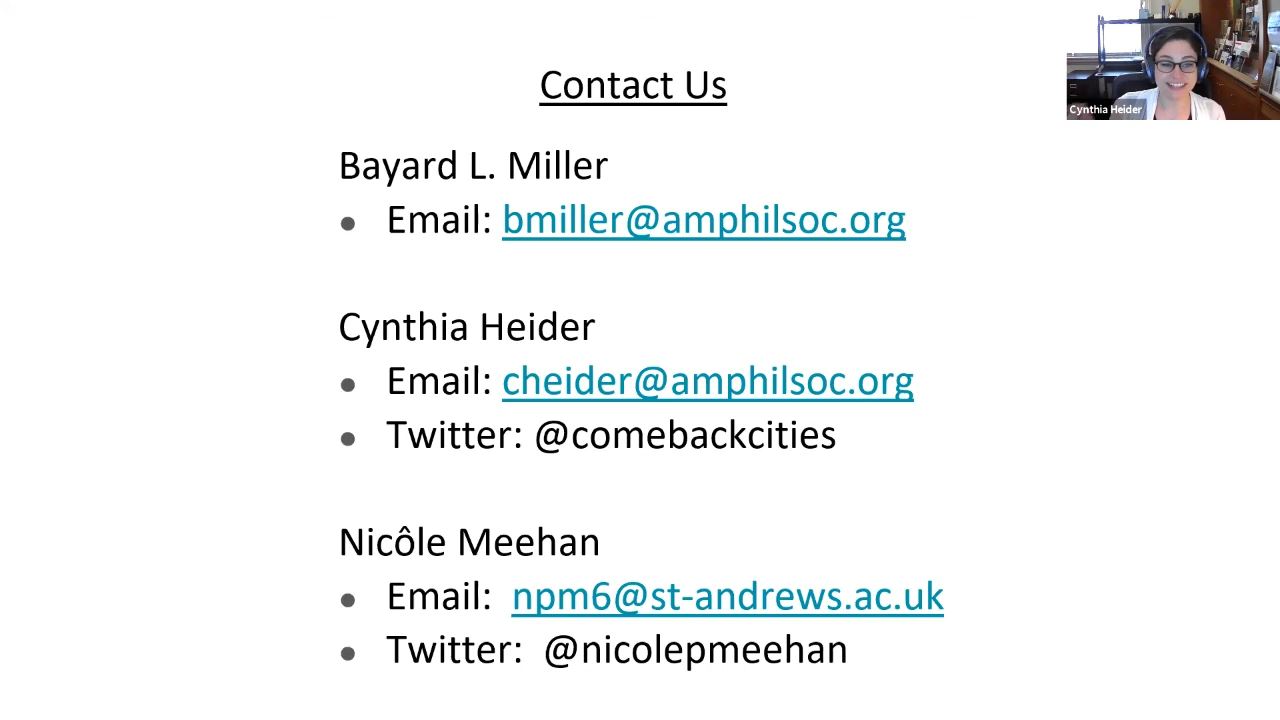 Contact Us
Cynthia Heider
Bayard L. Miller
● Email: bmiller@amphilsoc.org
Cynthia Heider
● Email: cheider@amphilsoc.org
● Twitter: @comebackcities
Nicôle Meehan
● Email: npm6@st-andrews.ac.uk
● Twitter: @nicolepmeehan